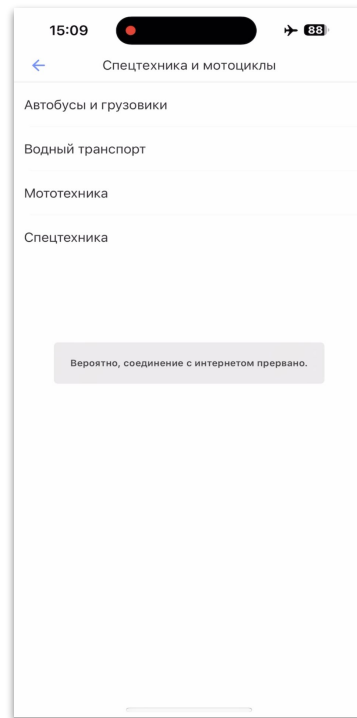 15:09
88
Спецтехника и мотоциклы
Автобусы и грузовики
Водный транспорт
Мототехника
Спецтехника
Вероятно, соединение с интернетом прервано.